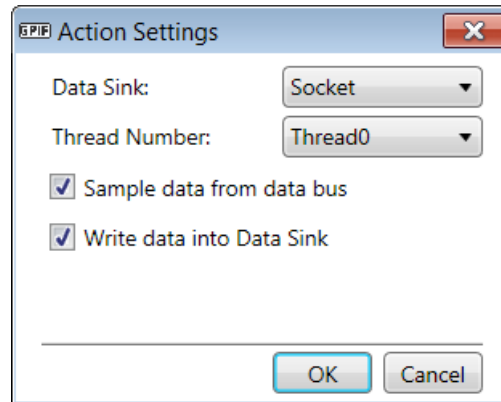 GPIF Action Settings
Data Sink: Socket
Thread Number: Thread0
Sample data from data bus
Write data into Data Sink
OK Cancel